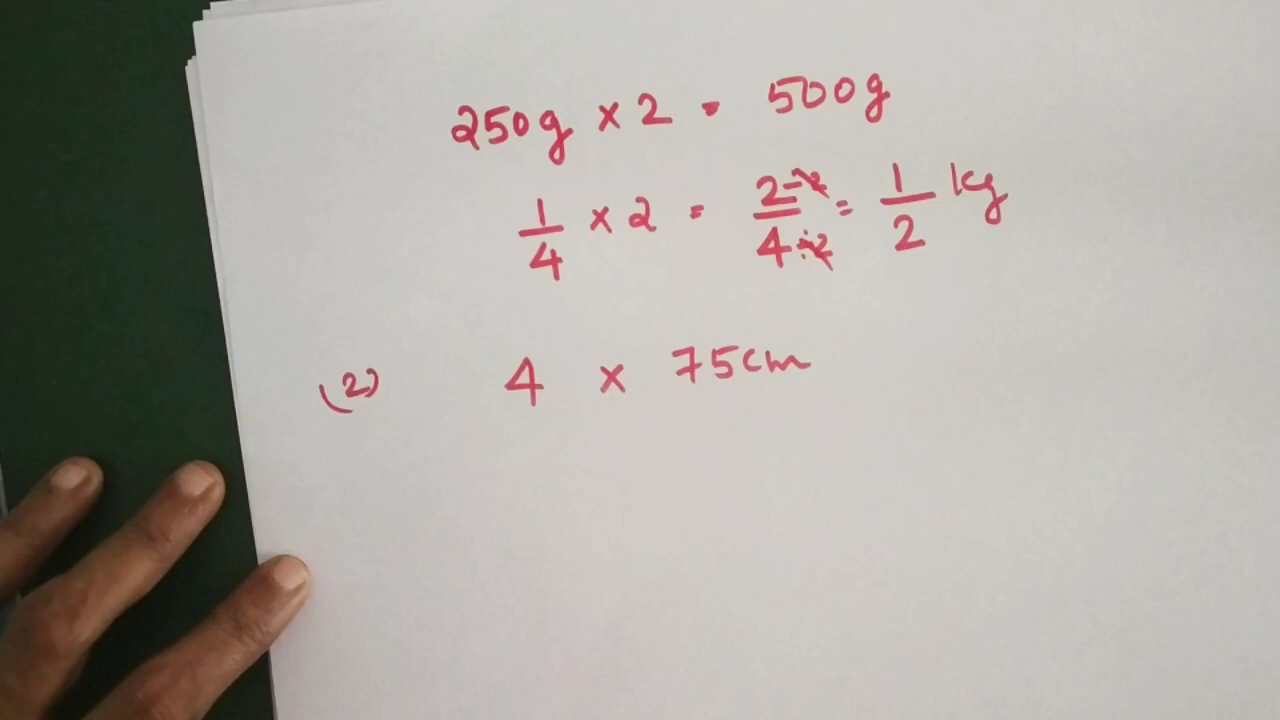 250g × 2 = 500g
1/4 × 2 = 2÷2/4÷2 = 1/2 kg
(2) 4 × 75cm